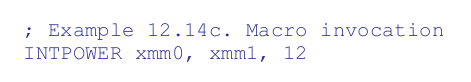 ; Example 12.14c. Macro invocation
INTPOWER xmm0, xmm1, 12